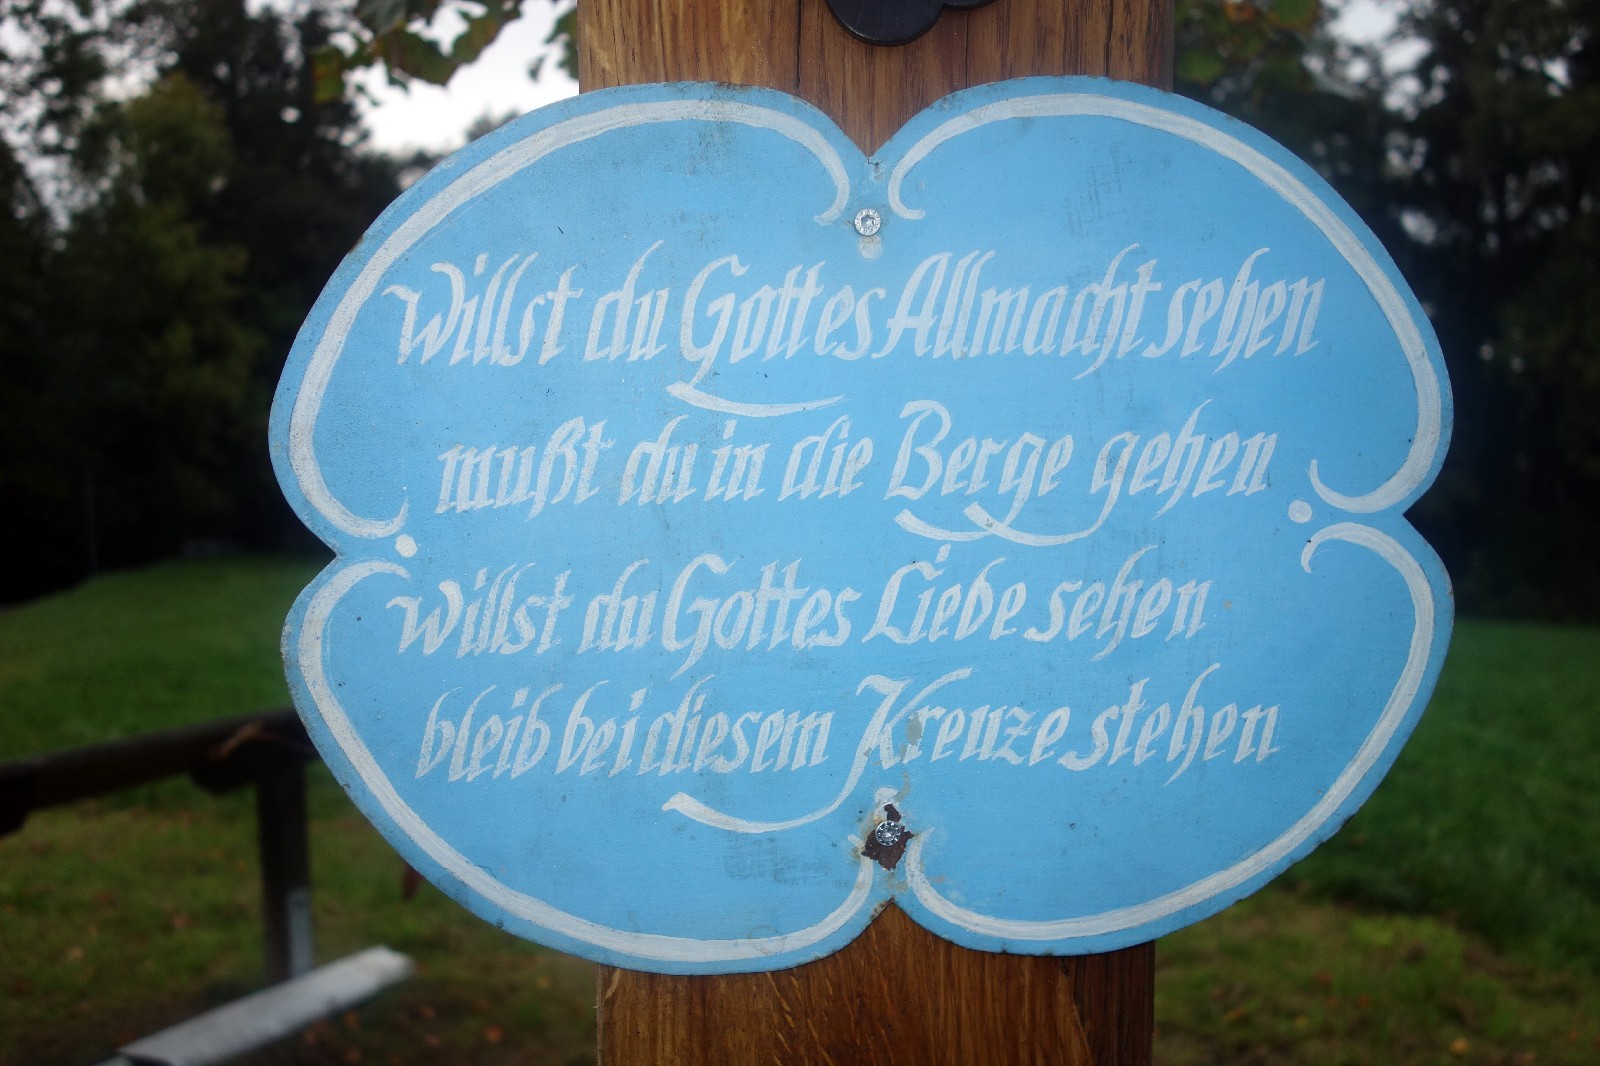 Willst du Gottes Allmacht sehen
mußt du in die Berge gehen
willst du Gottes Liebe sehen
bleib bei diesem Kreuze stehen